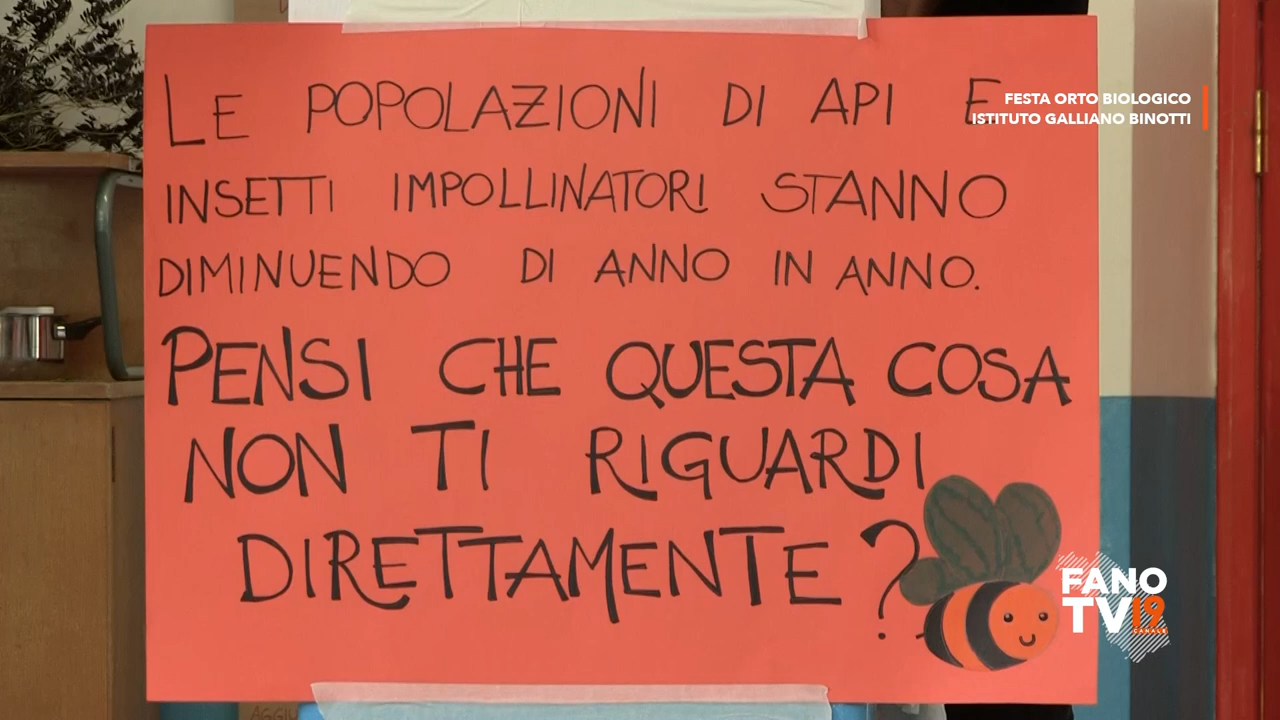 LE POPOLAZIONI DI API E
INSETTI IMPOLLINATORI STANNO
DIMINUENDO DI ANNO IN ANNO.
PENSI CHE QUESTA COSA
NON TI RIGUARDI
DIRETTAMENTE?
FESTA ORTO BIOLOGICO
ISTITUTO GALLIANO BINOTTI
FANO
TV19
CANALE